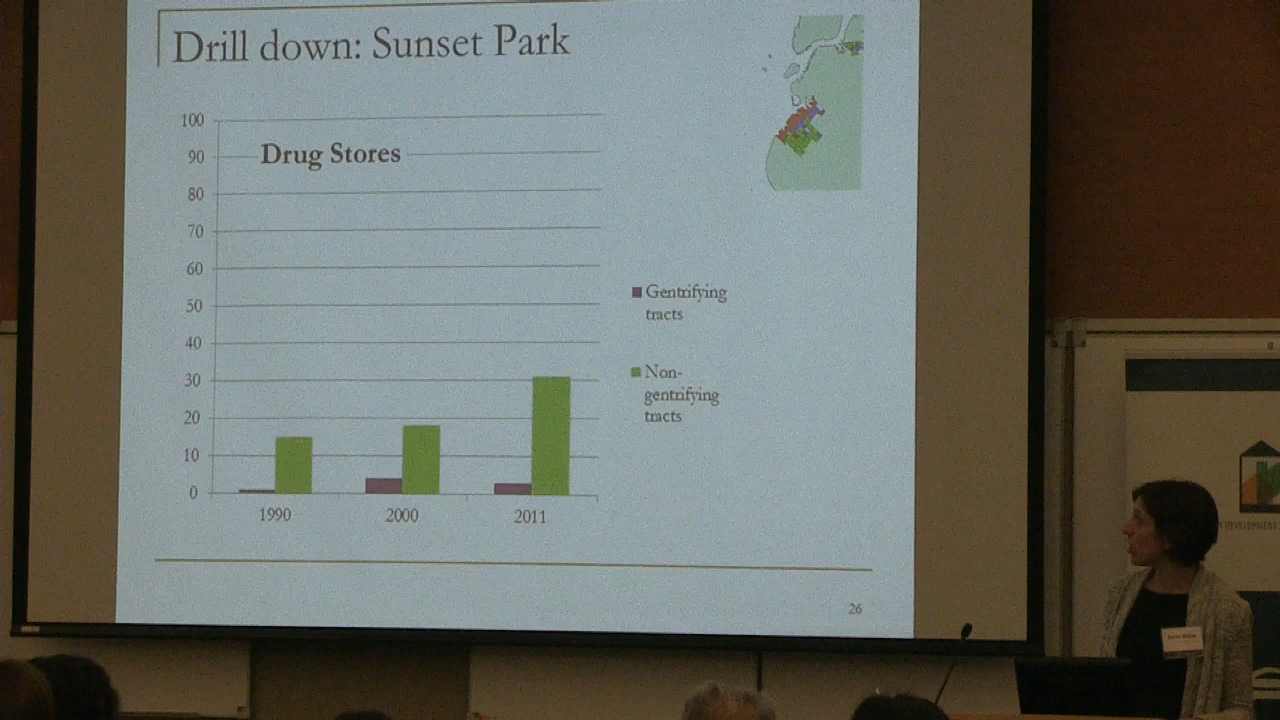 Drill down: Sunset Park
100
90
Drug Stores
80
70
60
50
40
30
20
10
0
1990 2000 2011
Gentrifying
tracts
Non-
gentrifying
tracts
26
DEVELOPMENT